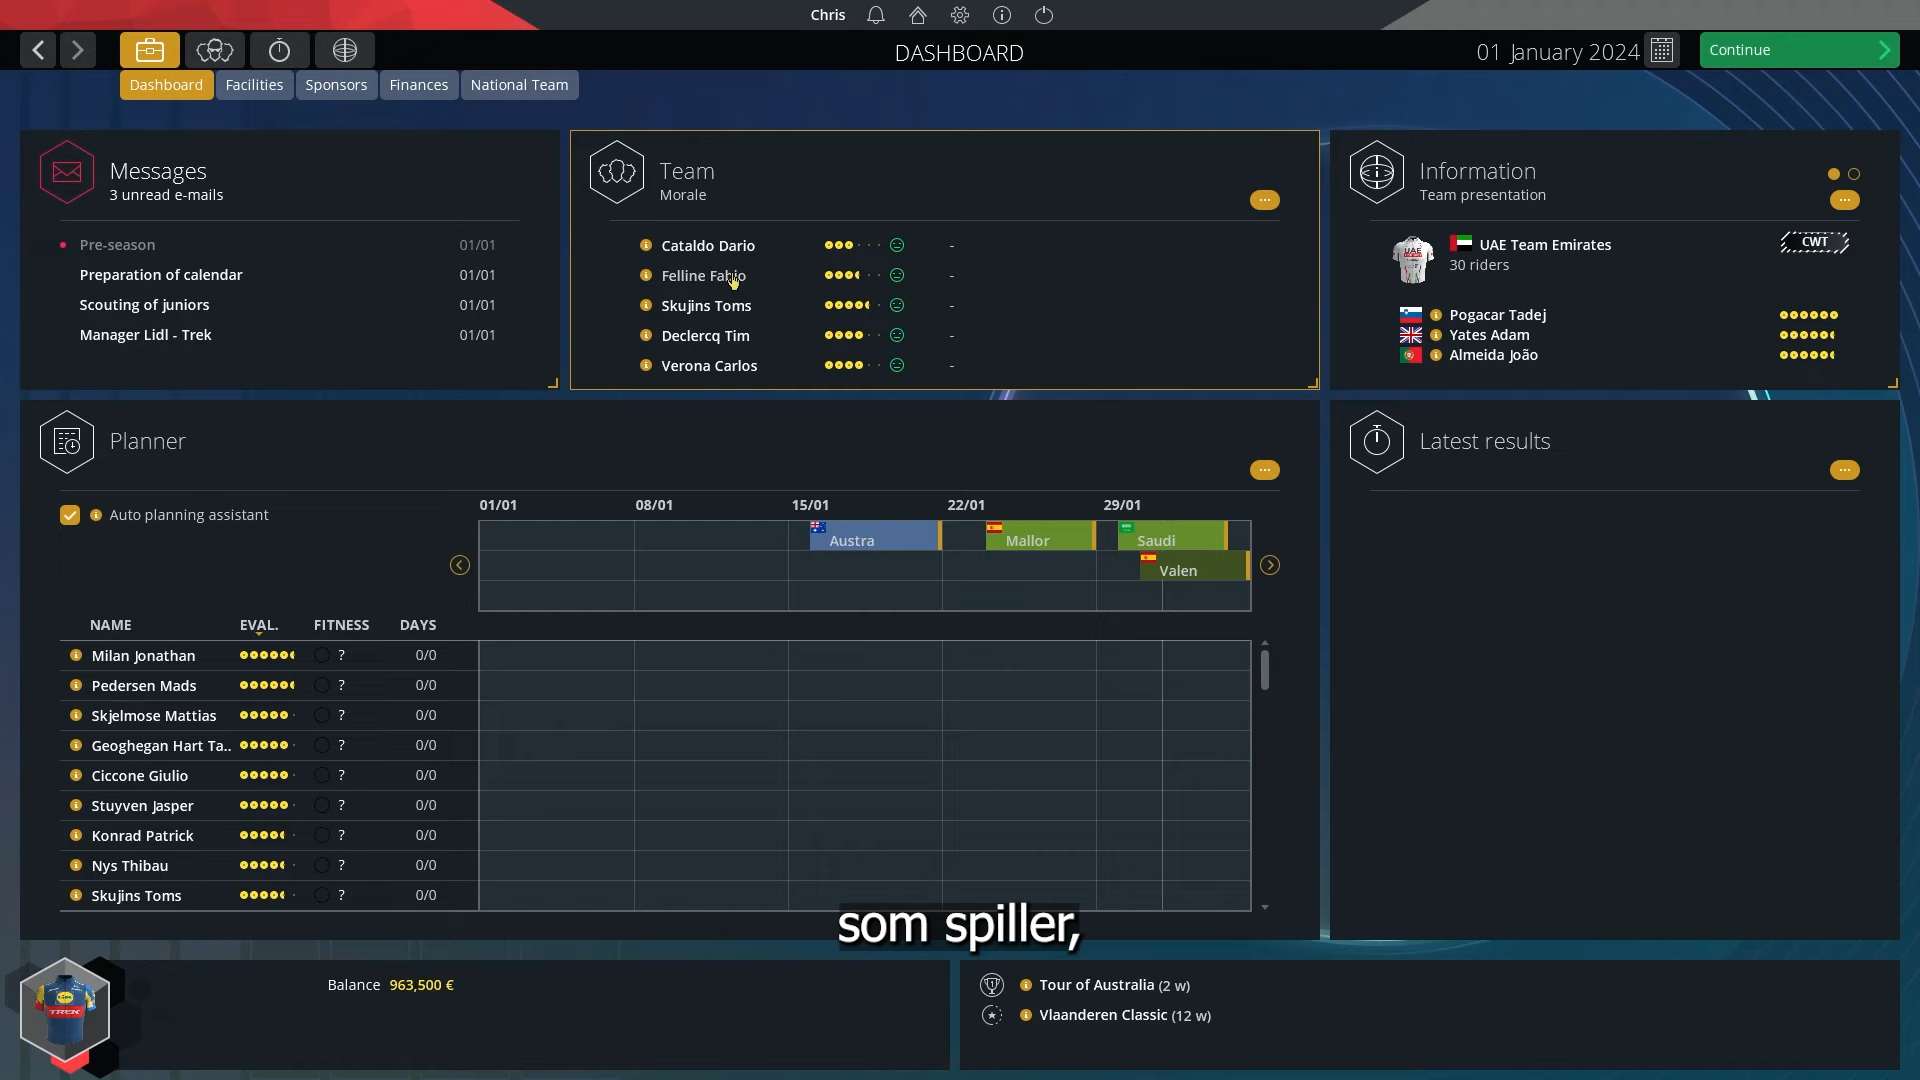 Chris
DASHBOARD
01 January 2024
Continue
Dashboard
Facilities
Sponsors
Finances
National Team
Messages
3 unread e-mails
Pre-season 01/01
Preparation of calendar 01/01
Scouting of juniors 01/01
Manager Lidl - Trek 01/01
Team
Morale
...
Cataldo Dario -
Felline Fabio -
Skujins Toms -
Declercq Tim -
Verona Carlos -
Information
Team presentation
...
UAE Team Emirates CWT
30 riders
UAE
Pogacar Tadej
Yates Adam
Almeida João
Planner
...
Auto planning assistant
01/01 08/01 15/01 22/01 29/01
Austra Mallor Saudi
Valen
NAME EVAL. FITNESS DAYS
Milan Jonathan ? 0/0
Pedersen Mads ? 0/0
Skjelmose Mattias ? 0/0
Geoghegan Hart Ta.. ? 0/0
Ciccone Giulio ? 0/0
Stuyven Jasper ? 0/0
Konrad Patrick ? 0/0
Nys Thibau ? 0/0
Skujins Toms ? 0/0
Latest results
...
som spiller,
TREK
Balance 963,500 €
Tour of Australia (2 w)
Vlaanderen Classic (12 w)